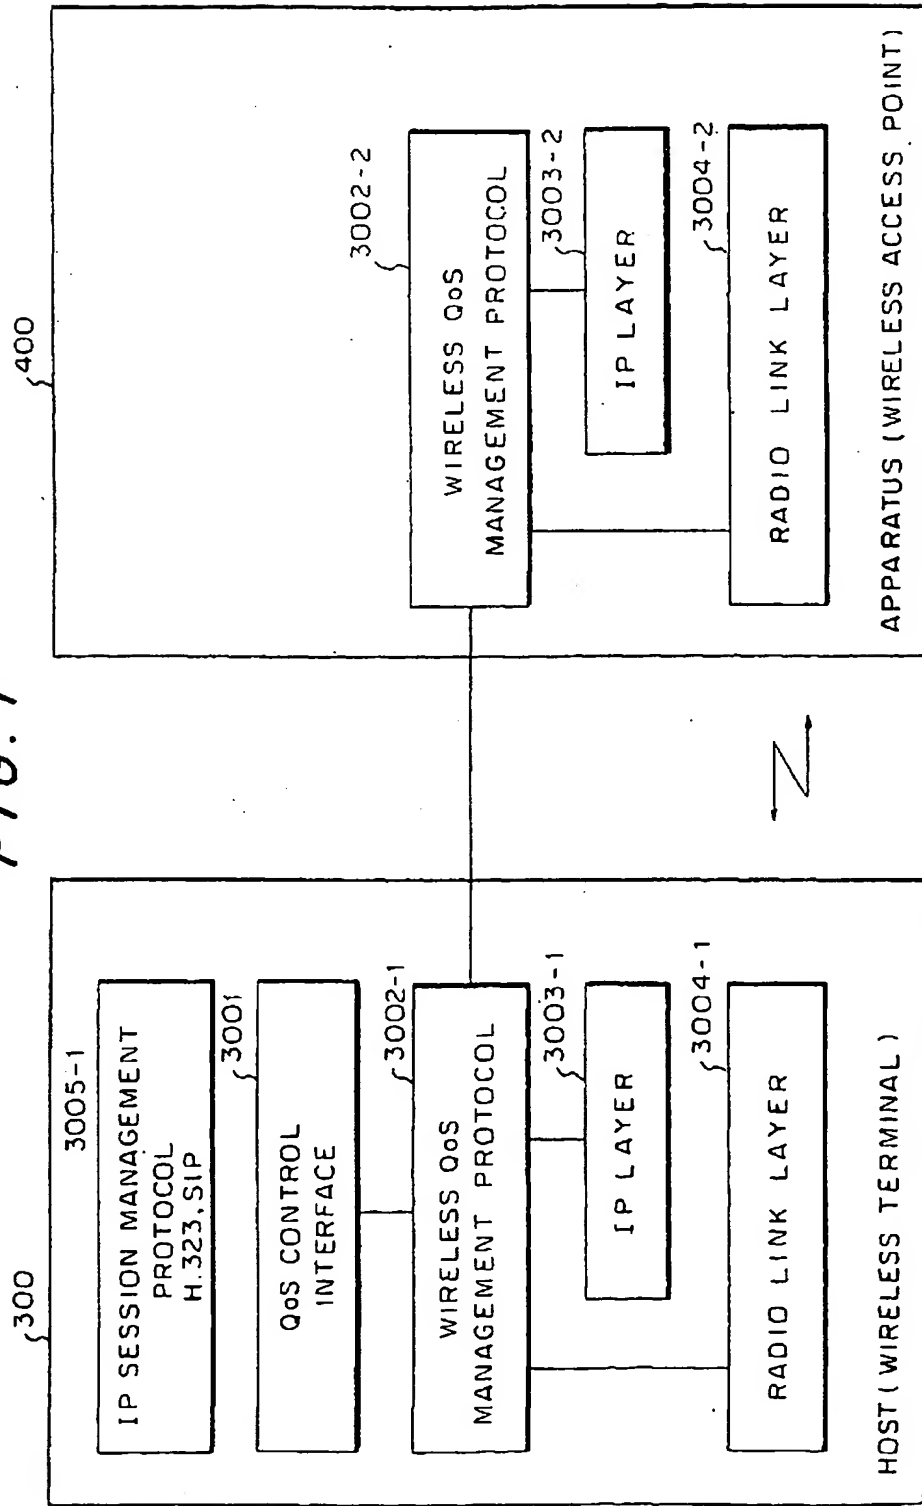 FIG. 7
300
3005-1
IP SESSION MANAGEMENT
PROTOCOL
H.323, SIP
3001
QoS CONTROL
INTERFACE
3002-1
WIRELESS QoS
MANAGEMENT PROTOCOL
3003-1
IP LAYER
3004-1
RADIO LINK LAYER
HOST (WIRELESS TERMINAL)
400
3002-2
WIRELESS QoS
MANAGEMENT PROTOCOL
3003-2
IP LAYER
3004-2
RADIO LINK LAYER
APPARATUS (WIRELESS ACCESS POINT)